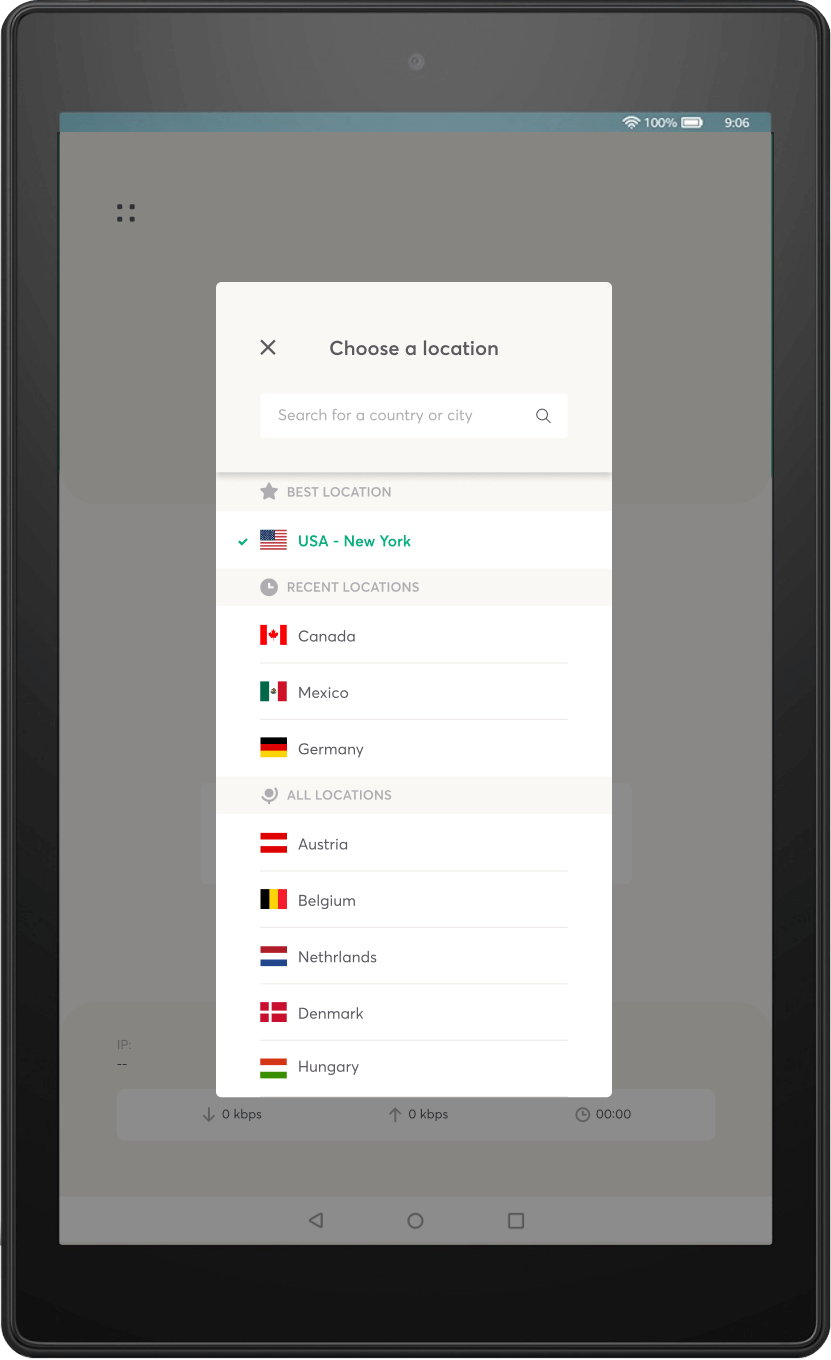 100% 9:06
Choose a location
Search for a country or city
BEST LOCATION
USA - New York
RECENT LOCATIONS
Canada
Mexico
Germany
ALL LOCATIONS
Austria
Belgium
Nethrlands
Denmark
Hungary
IP:
--
0 kbps 0 kbps 00:00